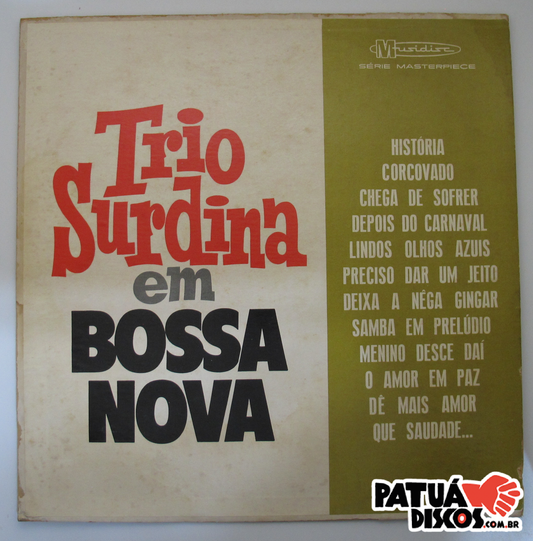 Trio
Surdina
em
BOSSA
NOVA
Musidisc
SÉRIE MASTERPIECE
HISTÓRIA
CORCOVADO
CHEGA DE SOFRER
DEPOIS DO CARNAVAL
LINDOS OLHOS AZUIS
PRECISO DAR UM JEITO
DEIXA A NÊGA GINGAR
SAMBA EM PRELÚDIO
MENINO DESCE DAÍ
O AMOR EM PAZ
DÊ MAIS AMOR
QUE SAUDADE...
PATUÁ
DISCOS.COM.BR